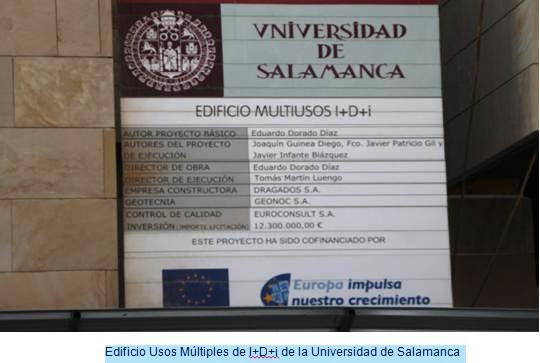 VNIVERSIDAD
DE
SALAMANCA
EDIFICIO MULTIUSOS I+D+i
AUTOR PROYECTO BÁSICO Eduardo Dorado Díaz
AUTORES DEL PROYECTO Joaquín Guinea Diego, Fco. Javier Patricio Gil y
DE EJECUCIÓN Javier Infante Blázquez
DIRECTOR DE OBRA Eduardo Dorado Díaz
DIRECTOR DE EJECUCIÓN Tomás Martín Luengo
EMPRESA CONSTRUCTORA DRAGADOS S.A.
GEOTECNIA GEONOC S.A.
CONTROL DE CALIDAD EUROCONSULT S.A.
INVERSIÓN (IMPORTE LICITACIÓN) 12.300.000,00 €
ESTE PROYECTO HA SIDO COFINANCIADO POR
Europa impulsa
nuestro crecimiento
Edificio Usos Múltiples de I+D+i de la Universidad de Salamanca